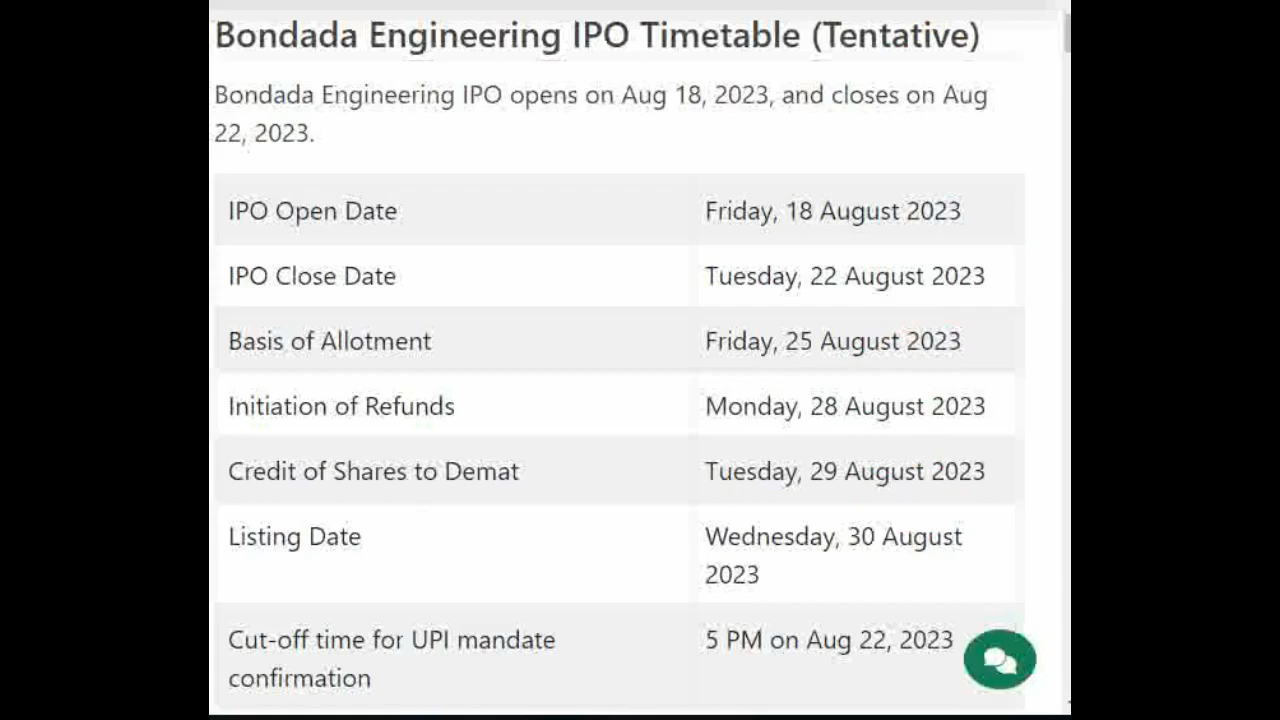 Bondada Engineering IPO Timetable (Tentative)
Bondada Engineering IPO opens on Aug 18, 2023, and closes on Aug
22, 2023.
IPO Open Date Friday, 18 August 2023
IPO Close Date Tuesday, 22 August 2023
Basis of Allotment Friday, 25 August 2023
Initiation of Refunds Monday, 28 August 2023
Credit of Shares to Demat Tuesday, 29 August 2023
Listing Date Wednesday, 30 August
2023
Cut-off time for UPI mandate 5 PM on Aug 22, 2023
confirmation